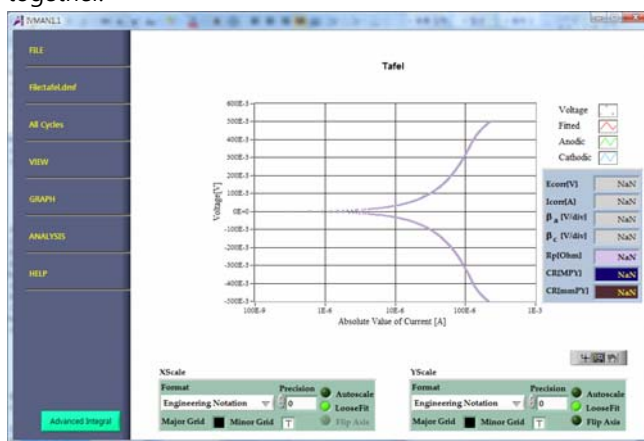 together.
IVMAN1.1
FILE
File:tafel.dmf
All Cycles
VIEW
GRAPH
ANALYSIS
HELP
Advanced Integral
Tafel
Voltage
Fitted
Anodic
Cathodic
600E-3
500E-3
400E-3
300E-3
200E-3
100E-3
0E+0
-100E-3
-200E-3
-300E-3
-400E-3
-500E-3
Voltage[V]
100E-9
1E-6
10E-6
100E-6
1E-3
Absolute Value of Current [A]
Ecorr[V] NaN
Icorr[A] NaN
β A [V/div] NaN
β C [V/div] NaN
Rp[Ohm] NaN
CR[MPY] NaN
CR[mmPY] NaN
XScale
Format Precision Autoscale
Engineering Notation 0 LooseFit
Major Grid Minor Grid T Flip Axis
YScale
Format Precision Autoscale
Engineering Notation 0 LooseFit
Major Grid Minor Grid T Flip Axis